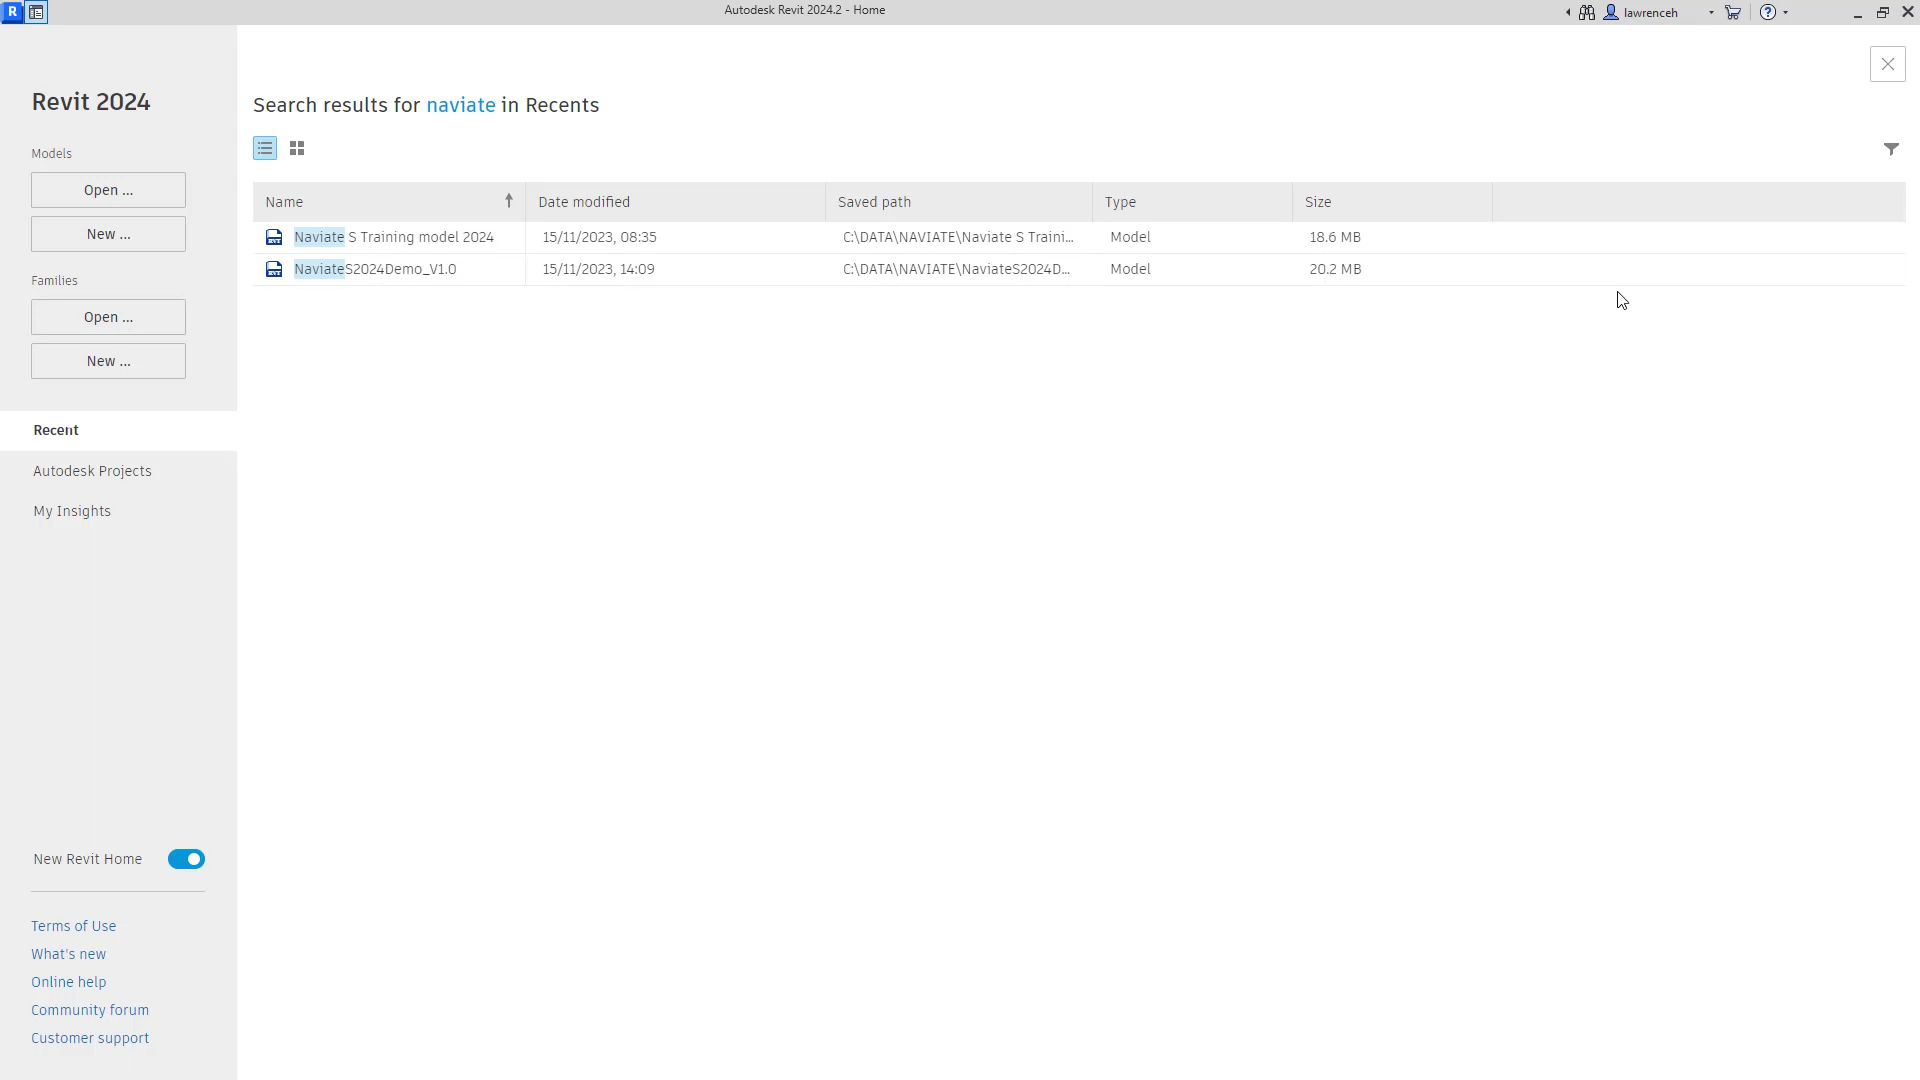 R
Autodesk Revit 2024.2 - Home
lawrenceh
Revit 2024
Models
Open ...
New ...
Families
Open ...
New ...
Recent
Autodesk Projects
My Insights
New Revit Home
Terms of Use
What's new
Online help
Community forum
Customer support
Search results for naviate in Recents
Name Date modified Saved path Type Size
Naviate S Training model 2024 15/11/2023, 08:35 C:\DATA\NAVIATE\Naviate S Traini... Model 18.6 MB
NaviateS2024Demo_V1.0 15/11/2023, 14:09 C:\DATA\NAVIATE\NaviateS2024D... Model 20.2 MB